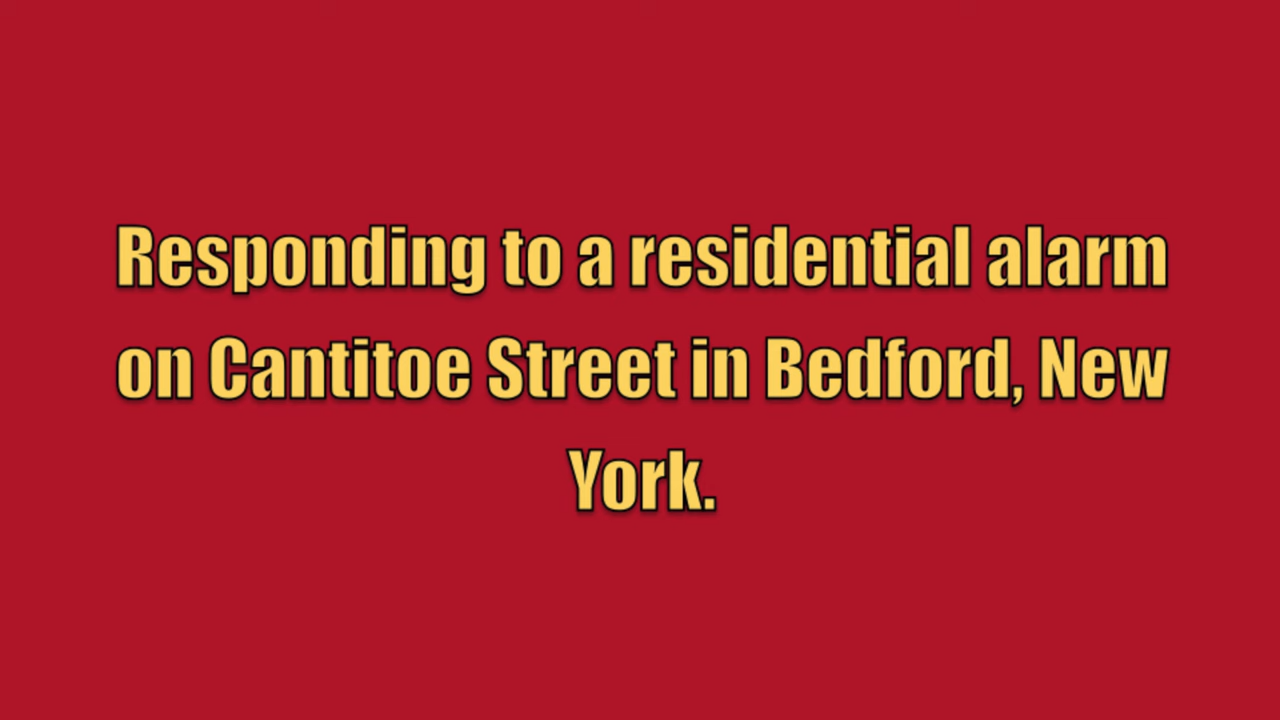 Responding to a residential alarm
on Cantitoe Street in Bedford, New
York.